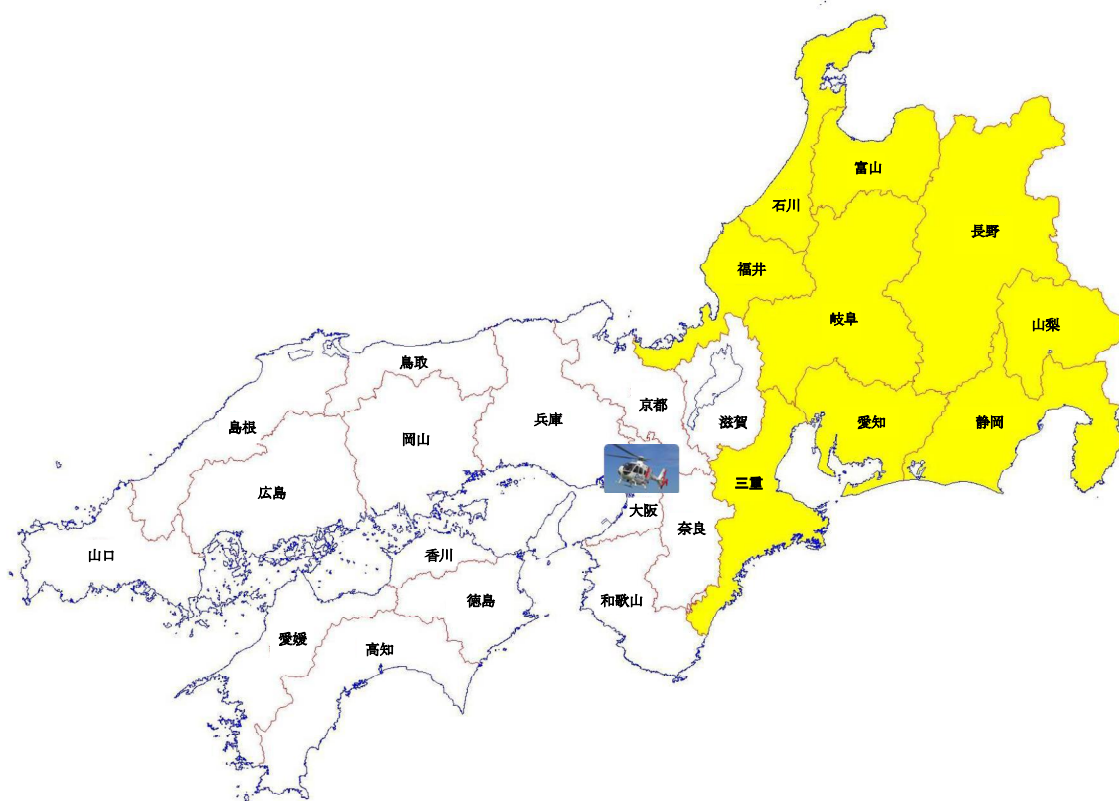 富山
石川
長野
福井
岐阜
山梨
鳥取
京都
兵庫
滋賀
愛知
静岡
島根
岡山
三重
広島
大阪
奈良
山口
香川
徳島
和歌山
愛媛
高知